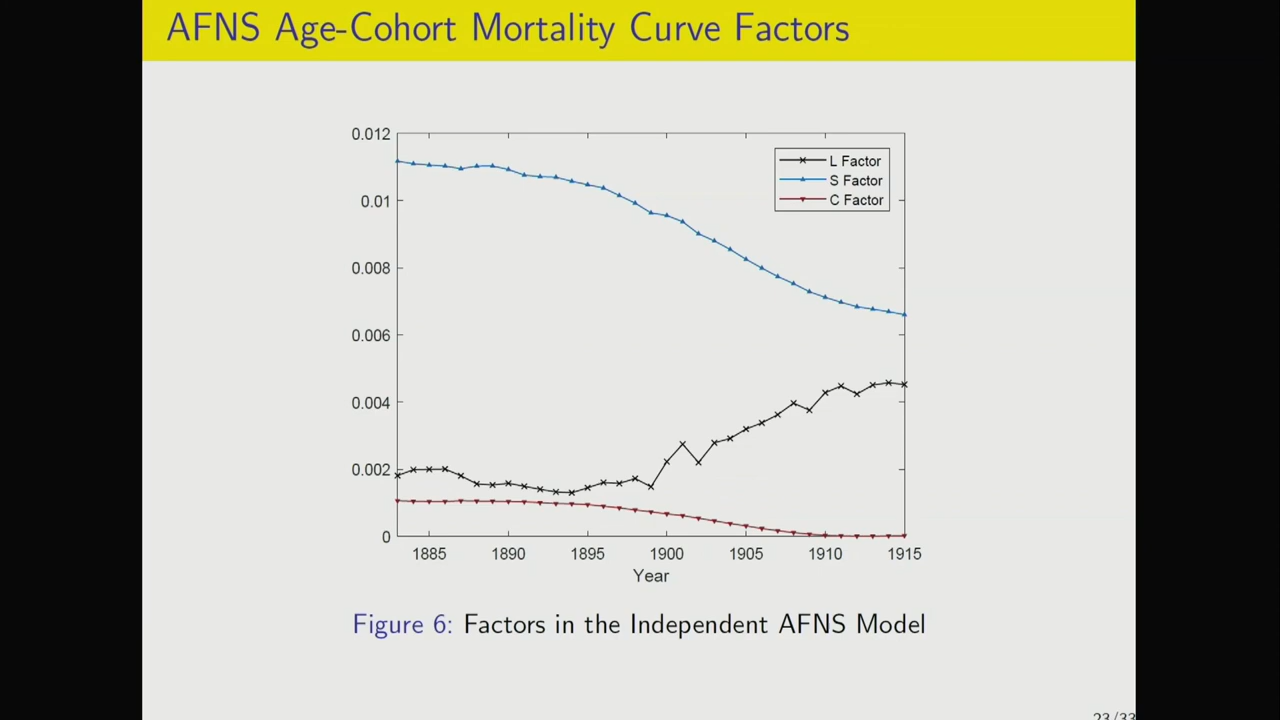 AFNS Age-Cohort Mortality Curve Factors
0.012
0.01
0.008
0.006
0.004
0.002
0
L Factor
S Factor
C Factor
1885 1890 1895 1900 1905 1910 1915
Year
Figure 6: Factors in the Independent AFNS Model
23/33